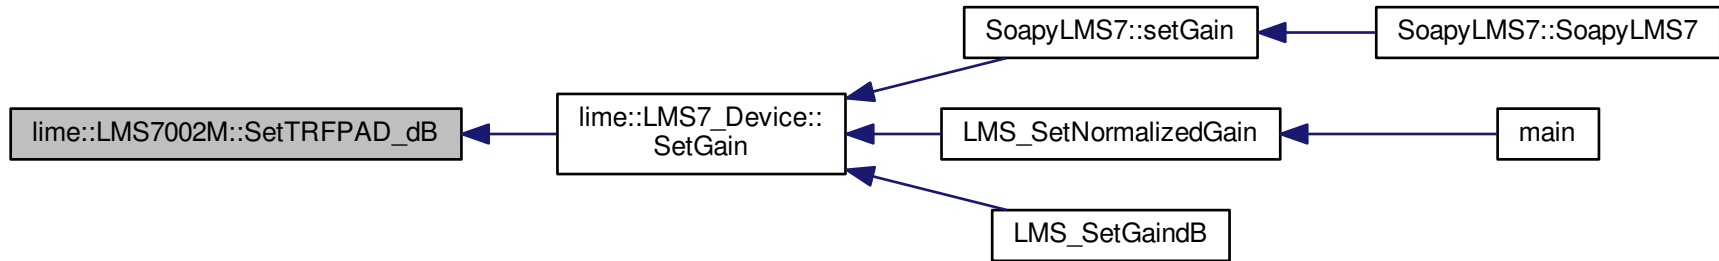 SoapyLMS7::setGain
SoapyLMS7::SoapyLMS7
lime::LMS7002M::SetTRFPAD_dB
lime::LMS7_Device::
SetGain
LMS_SetNormalizedGain
main
LMS_SetGaindB